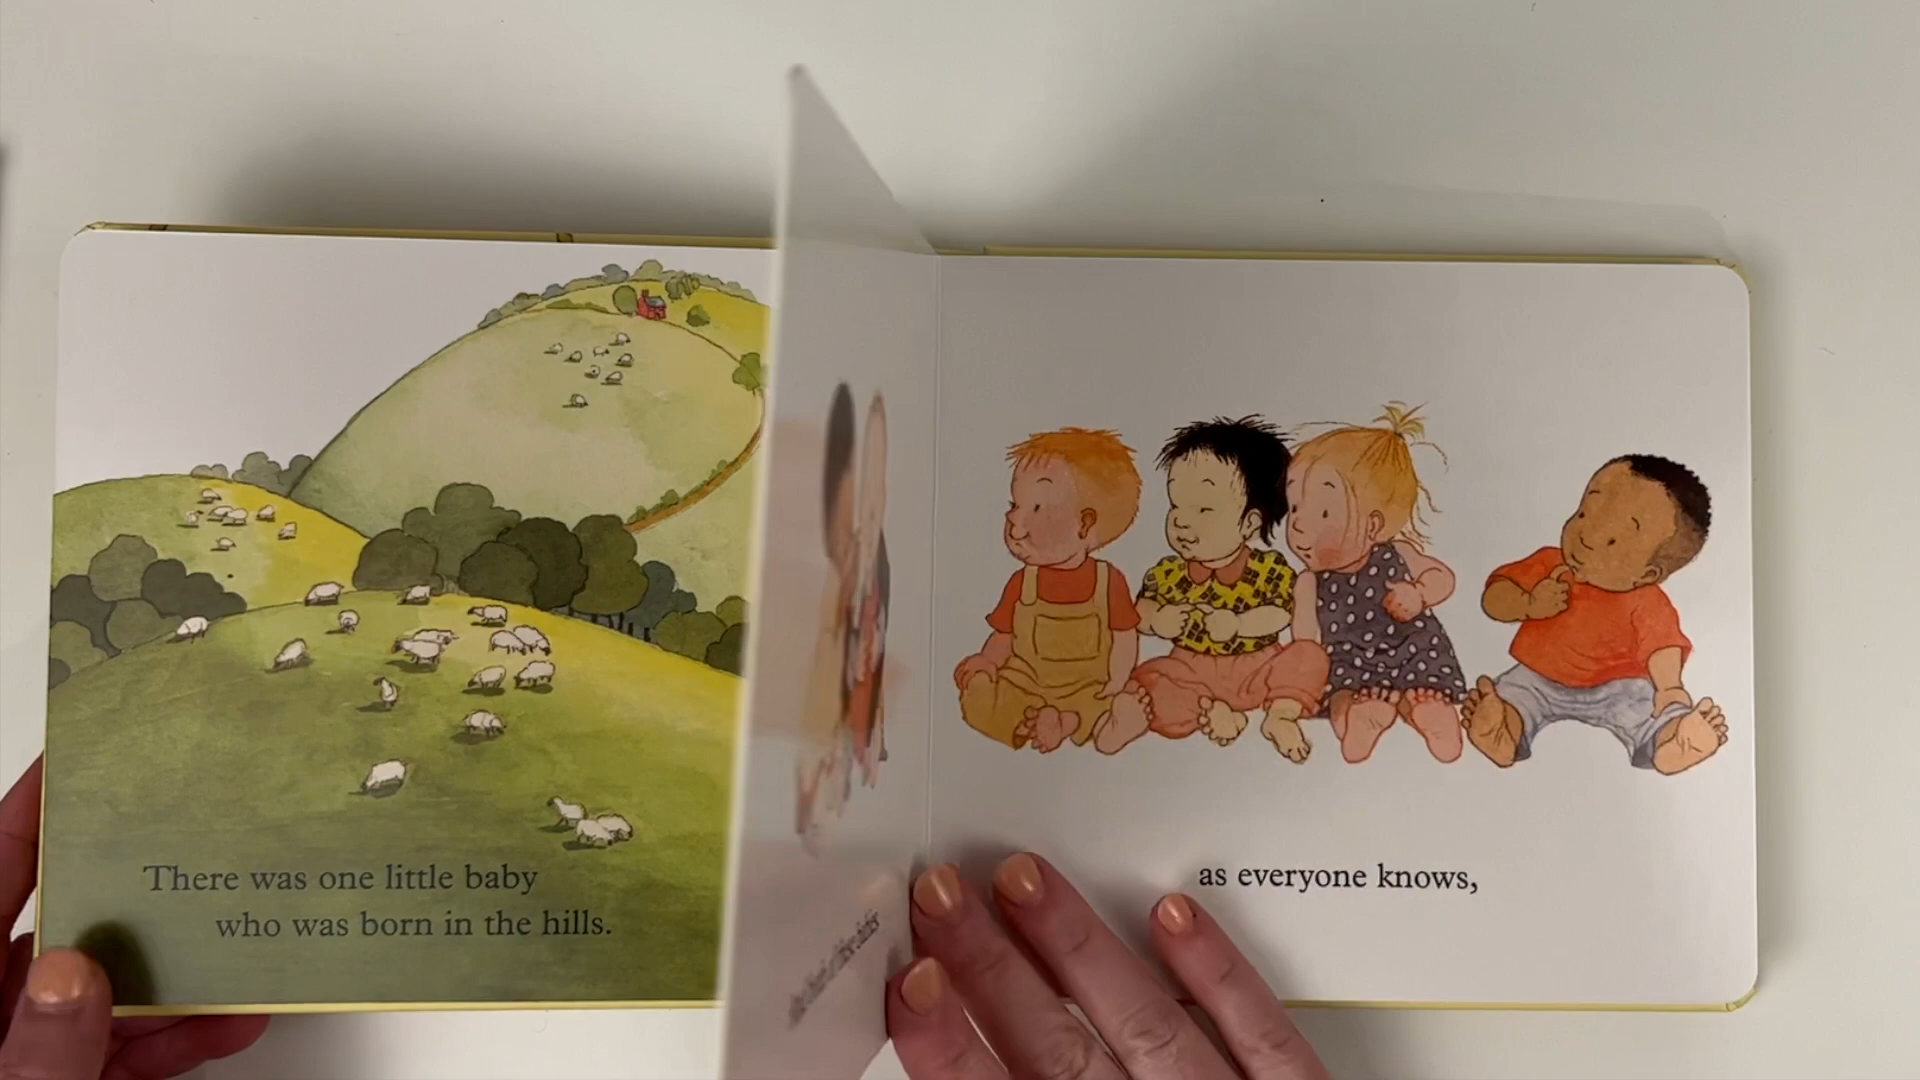 There was one little baby
who was born in the hills.
as everyone knows,